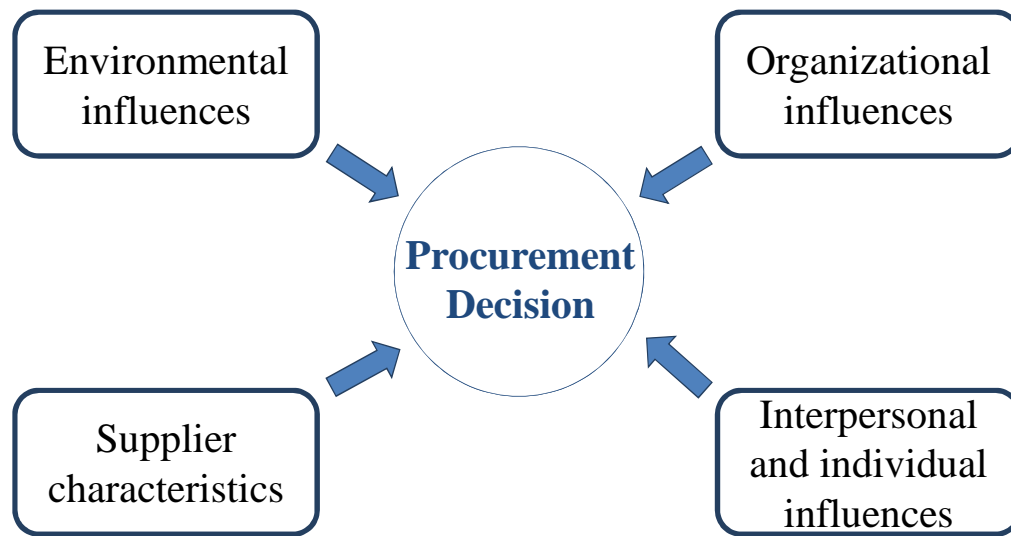 Environmental
influences
Organizational
influences
Procurement
Decision
Supplier
characteristics
Interpersonal
and individual
influences